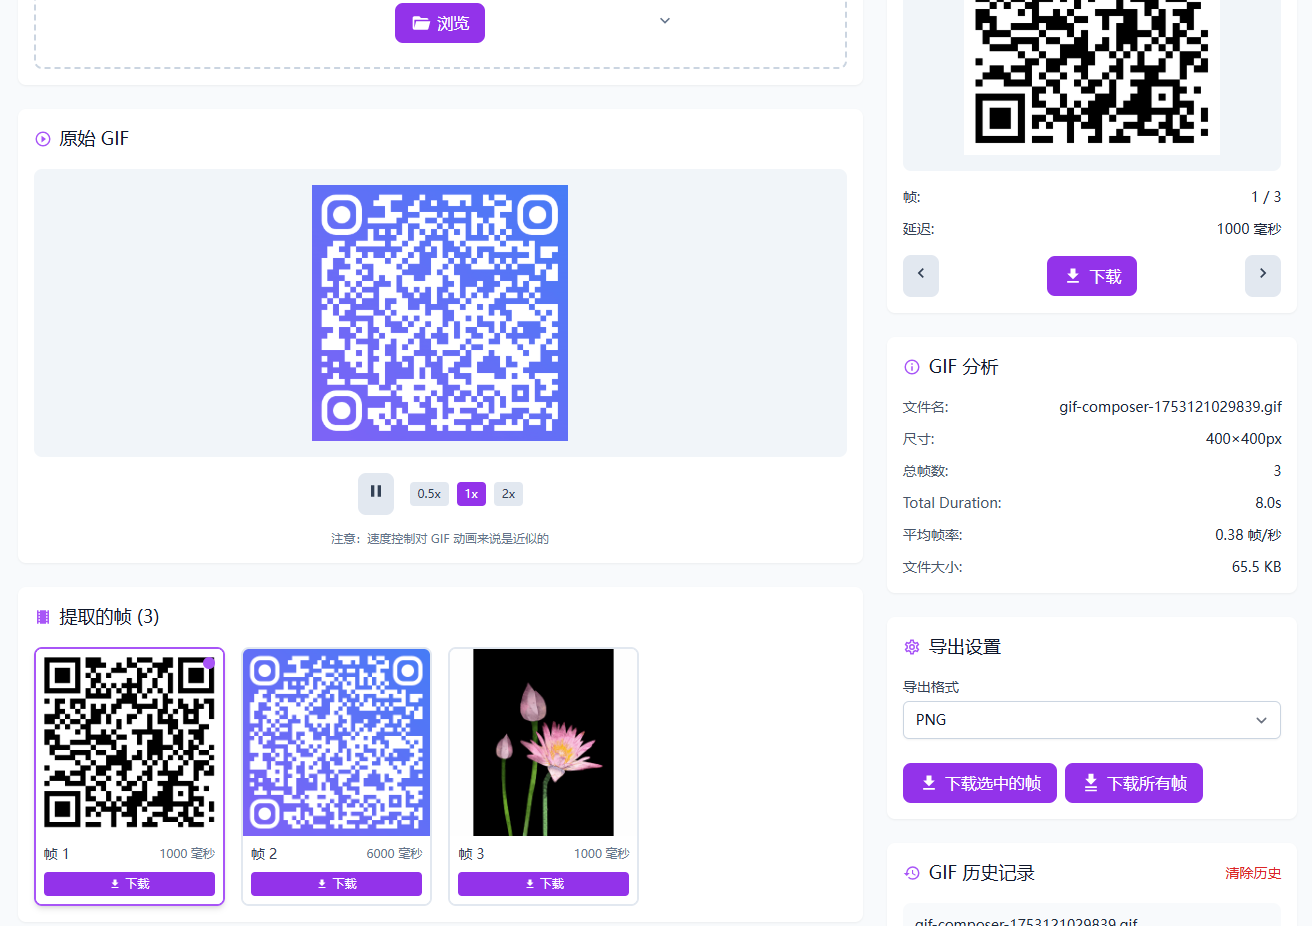 浏览
原始 GIF
0.5x
1x
2x
注意：速度控制对 GIF 动画来说是近似的
提取的帧 (3)
帧 1
1000 毫秒
下载
帧 2
6000 毫秒
下载
帧 3
1000 毫秒
下载
帧:
1 / 3
延迟:
1000 毫秒
下载
GIF 分析
文件名:
gif-composer-1753121029839.gif
尺寸:
400×400px
总帧数:
3
Total Duration:
8.0s
平均帧率:
0.38 帧/秒
文件大小:
65.5 KB
导出设置
导出格式
PNG
下载选中的帧
下载所有帧
GIF 历史记录
清除历史
gif-composer-1753121029839.gif